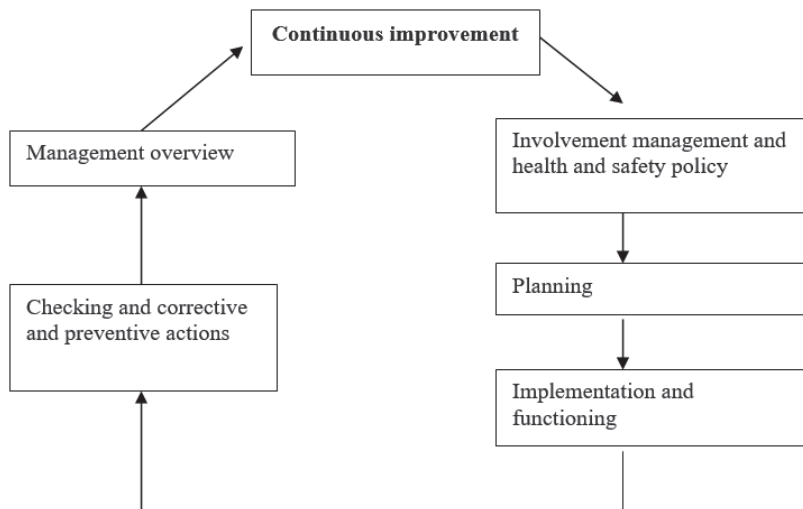 Continuous improvement
Involvement management and
health and safety policy
Planning
Implementation and
functioning
Checking and corrective
and preventive actions
Management overview